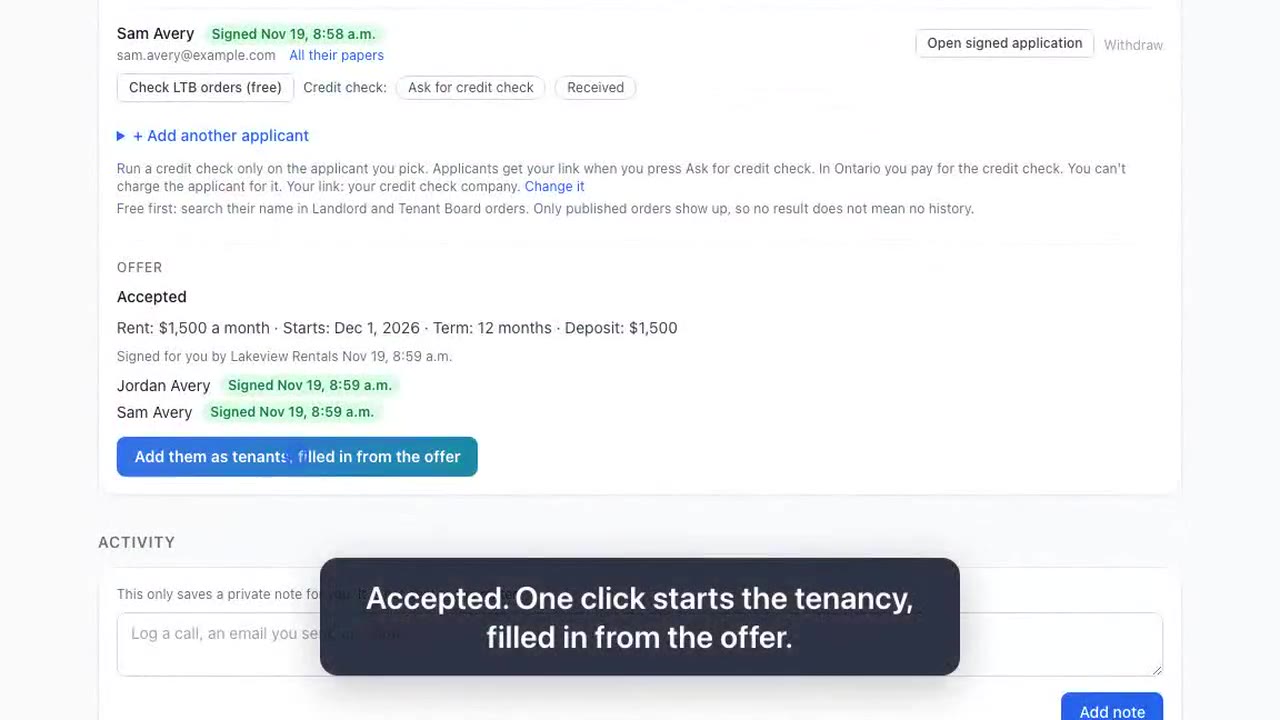 Sam Avery Signed Nov 19, 8:58 a.m.
Open signed application Withdraw
sam.avery@example.com All their papers
Check LTB orders (free) Credit check: Ask for credit check Received
+ Add another applicant
Run a credit check only on the applicant you pick. Applicants get your link when you press Ask for credit check. In Ontario you pay for the credit check. You can't
charge the applicant for it. Your link: your credit check company. Change it
Free first: search their name in Landlord and Tenant Board orders. Only published orders show up, so no result does not mean no history.
OFFER
Accepted
Rent: $1,500 a month · Starts: Dec 1, 2026 · Term: 12 months · Deposit: $1,500
Signed for you by Lakeview Rentals Nov 19, 8:59 a.m.
Jordan Avery Signed Nov 19, 8:59 a.m.
Sam Avery Signed Nov 19, 8:59 a.m.
Add them as tenants, filled in from the offer
ACTIVITY
This only saves a private note for
Log a call, an email you
Accepted. One click starts the tenancy,
filled in from the offer.
Add note